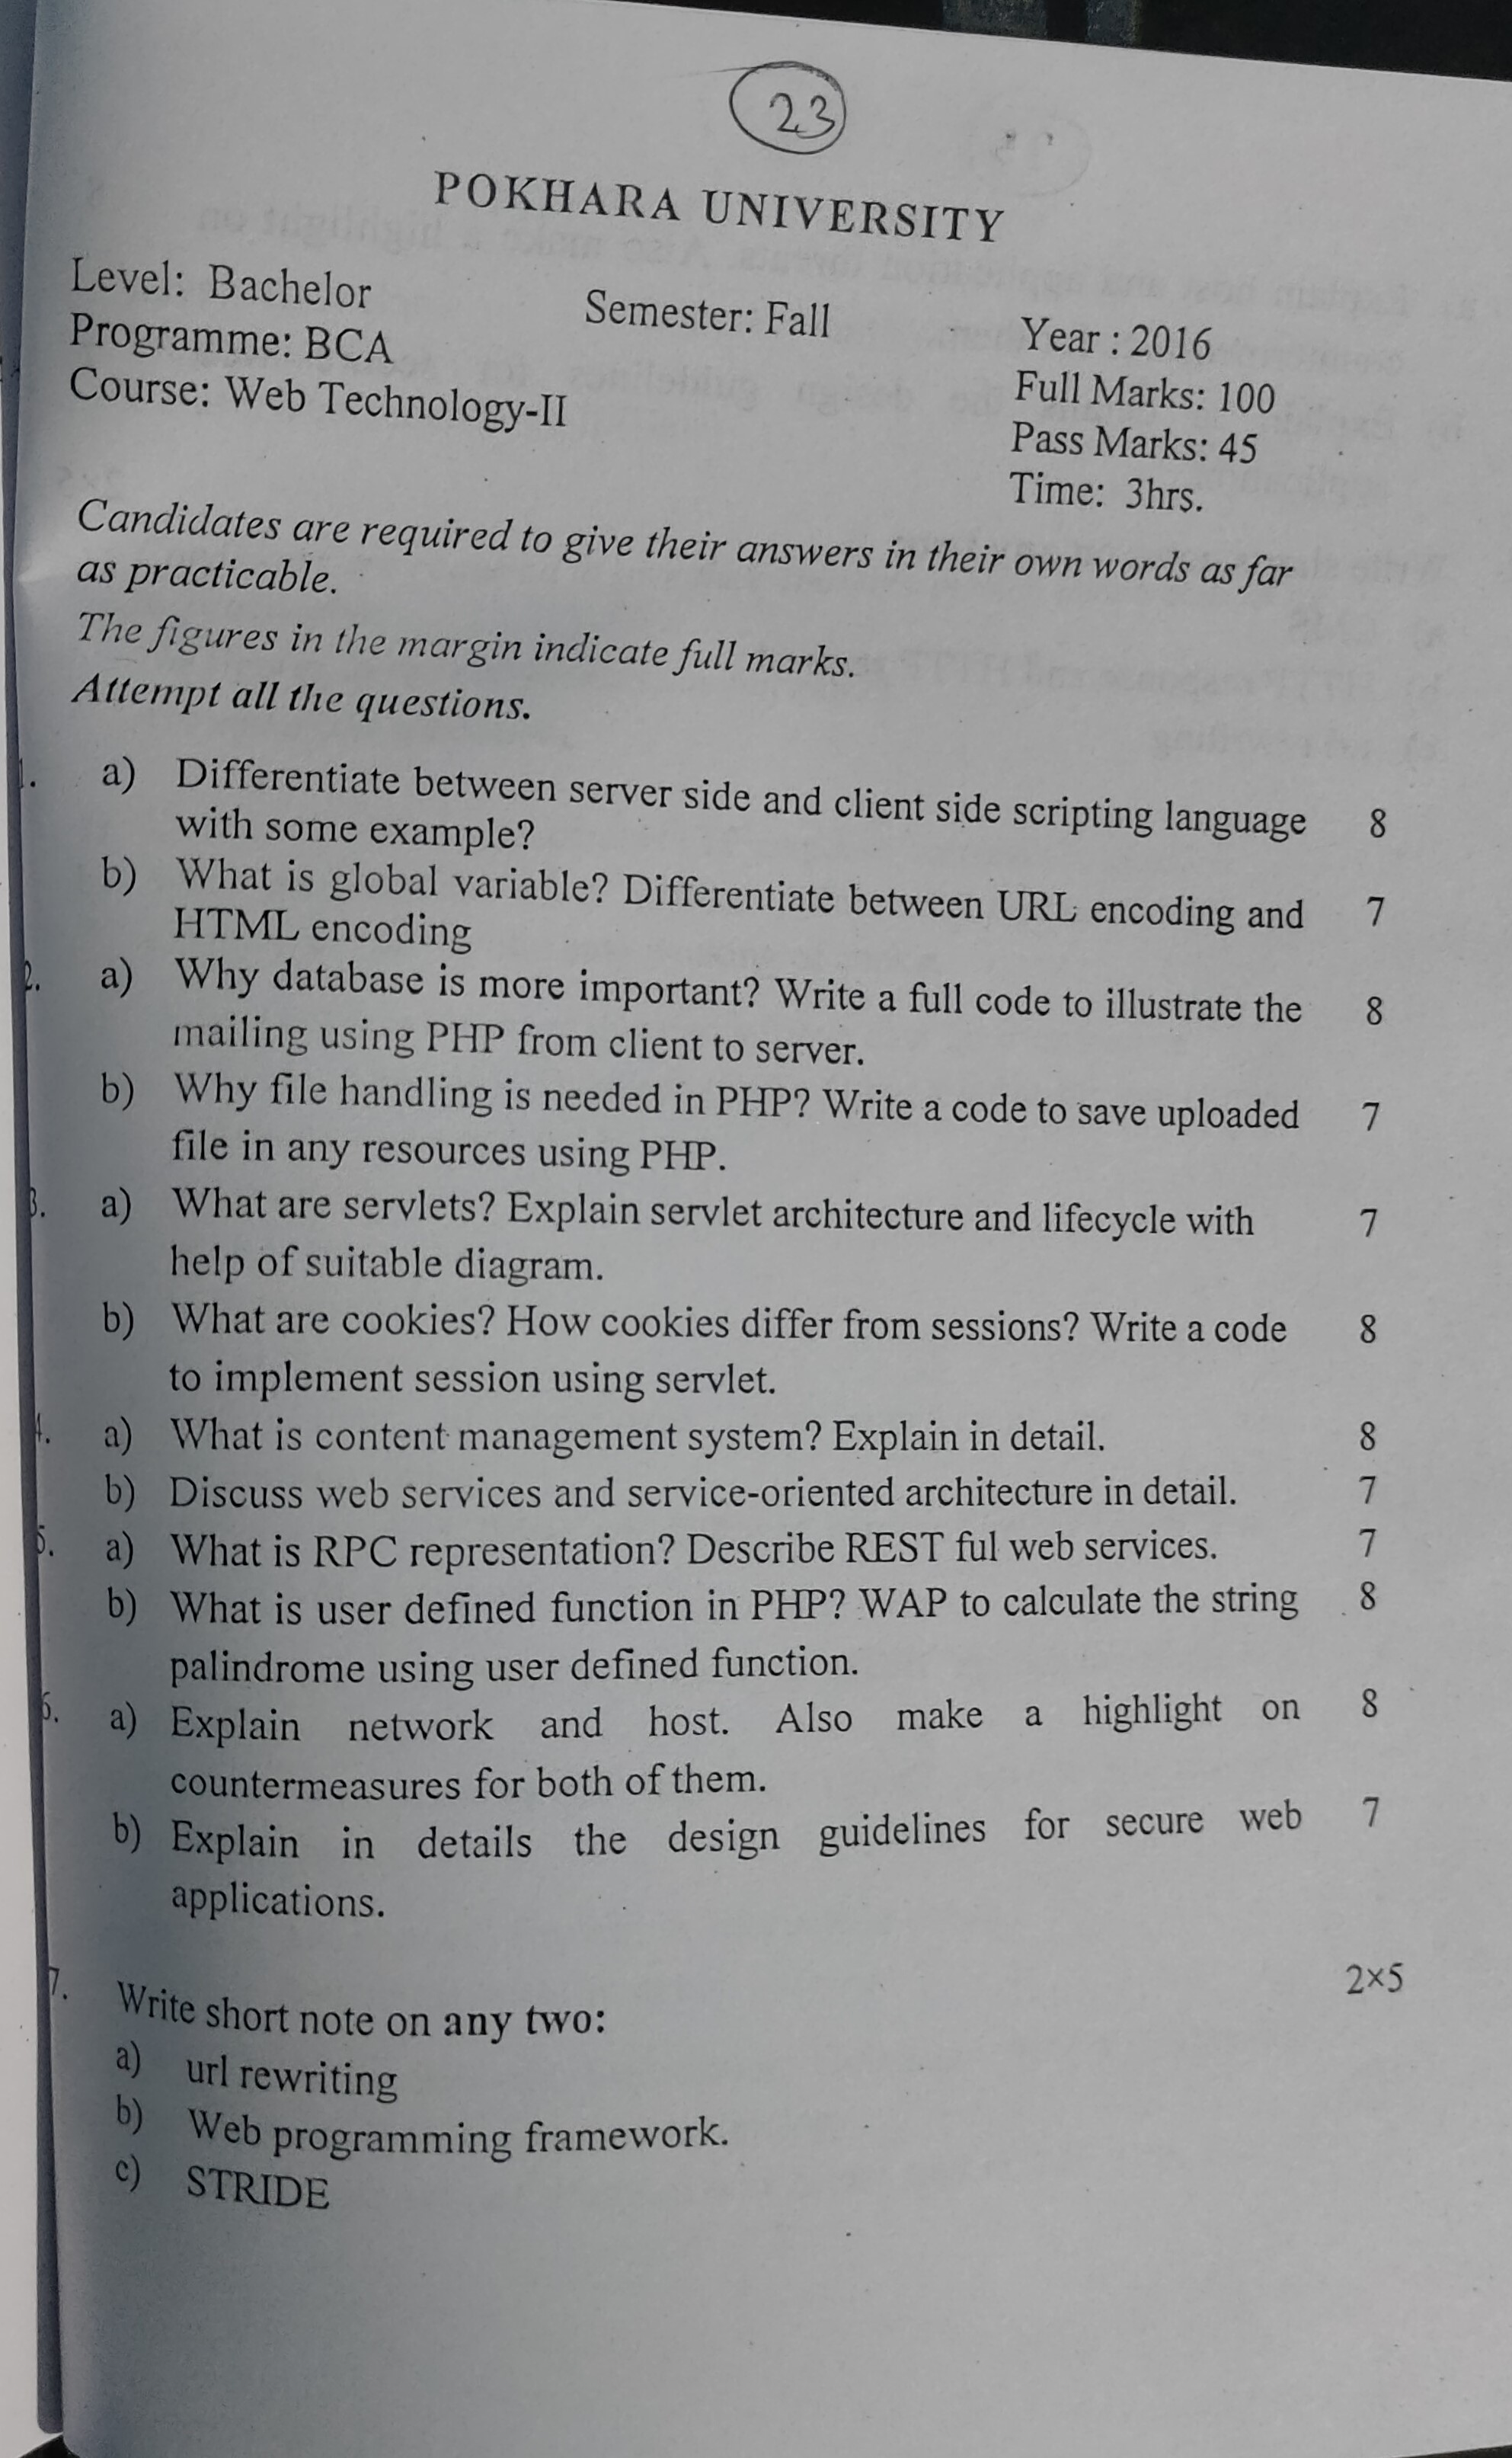 23
POKHARA UNIVERSITY
Level: Bachelor Semester: Fall Year : 2016
Programme: BCA Full Marks: 100
Course: Web Technology-II Pass Marks: 45
Time: 3hrs.
Candidates are required to give their answers in their own words as far
as practicable.
The figures in the margin indicate full marks.
Attempt all the questions.
1. a) Differentiate between server side and client side scripting language 8
with some example?
b) What is global variable? Differentiate between URL encoding and 7
HTML encoding
2. a) Why database is more important? Write a full code to illustrate the 8
mailing using PHP from client to server.
b) Why file handling is needed in PHP? Write a code to save uploaded 7
file in any resources using PHP.
3. a) What are servlets? Explain servlet architecture and lifecycle with 7
help of suitable diagram.
b) What are cookies? How cookies differ from sessions? Write a code 8
to implement session using servlet.
4. a) What is content management system? Explain in detail. 8
b) Discuss web services and service-oriented architecture in detail. 7
5. a) What is RPC representation? Describe REST ful web services. 7
b) What is user defined function in PHP? WAP to calculate the string 8
palindrome using user defined function.
6. a) Explain network and host. Also make a highlight on 8
countermeasures for both of them.
b) Explain in details the design guidelines for secure web 7
applications.
7. Write short note on any two: 2×5
a) url rewriting
b) Web programming framework.
c) STRIDE